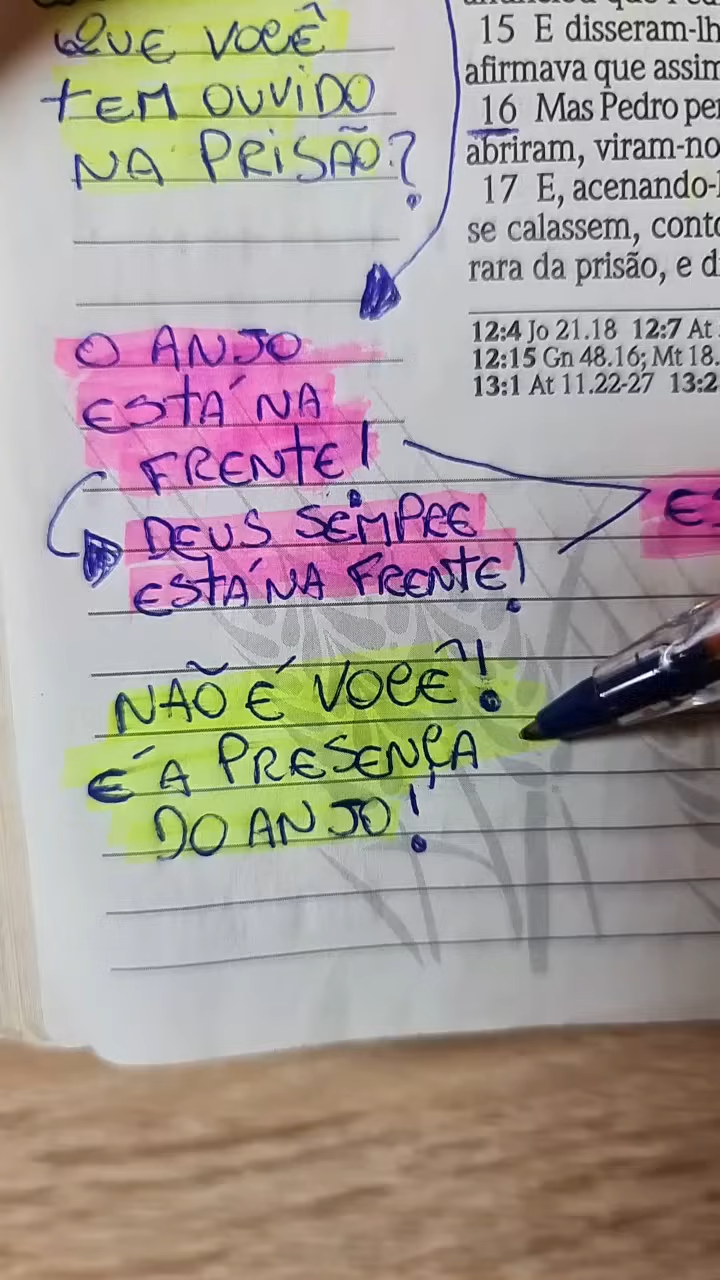 QUE VOCÊ
TEM OUVIDO
NA PRISÃO?
O ANJO
ESTÁ NA
FRENTE!
DEUS SEMPRE
ESTÁ NA FRENTE!
NÃO É VOCÊ!
É A PRESENÇA
DO ANJO!
15 E disseram-lh
afirmava que assim
16 Mas Pedro per
abriram, viram-no
17 E, acenando-l
se calassem, conto
rara da prisão, e d
12:4 Jo 21.18 12:7 At
12:15 Gn 48.16; Mt 18.
13:1 At 11.22-27 13:2